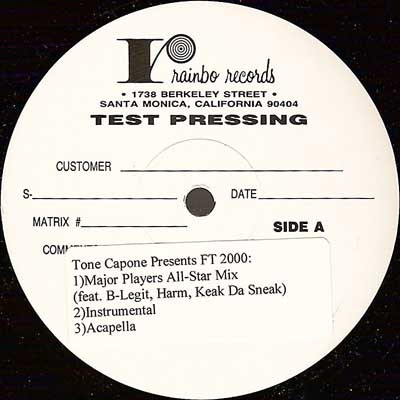 r rainbo records
• 1738 BERKELEY STREET •
SANTA MONICA, CALIFORNIA 90404
TEST PRESSING
CUSTOMER
S- DATE
MATRIX #
SIDE A
COMM
Tone Capone Presents FT 2000:
1)Major Players All-Star Mix
(feat. B-Legit, Harm, Keak Da Sneak)
2)Instrumental
3)Acapella